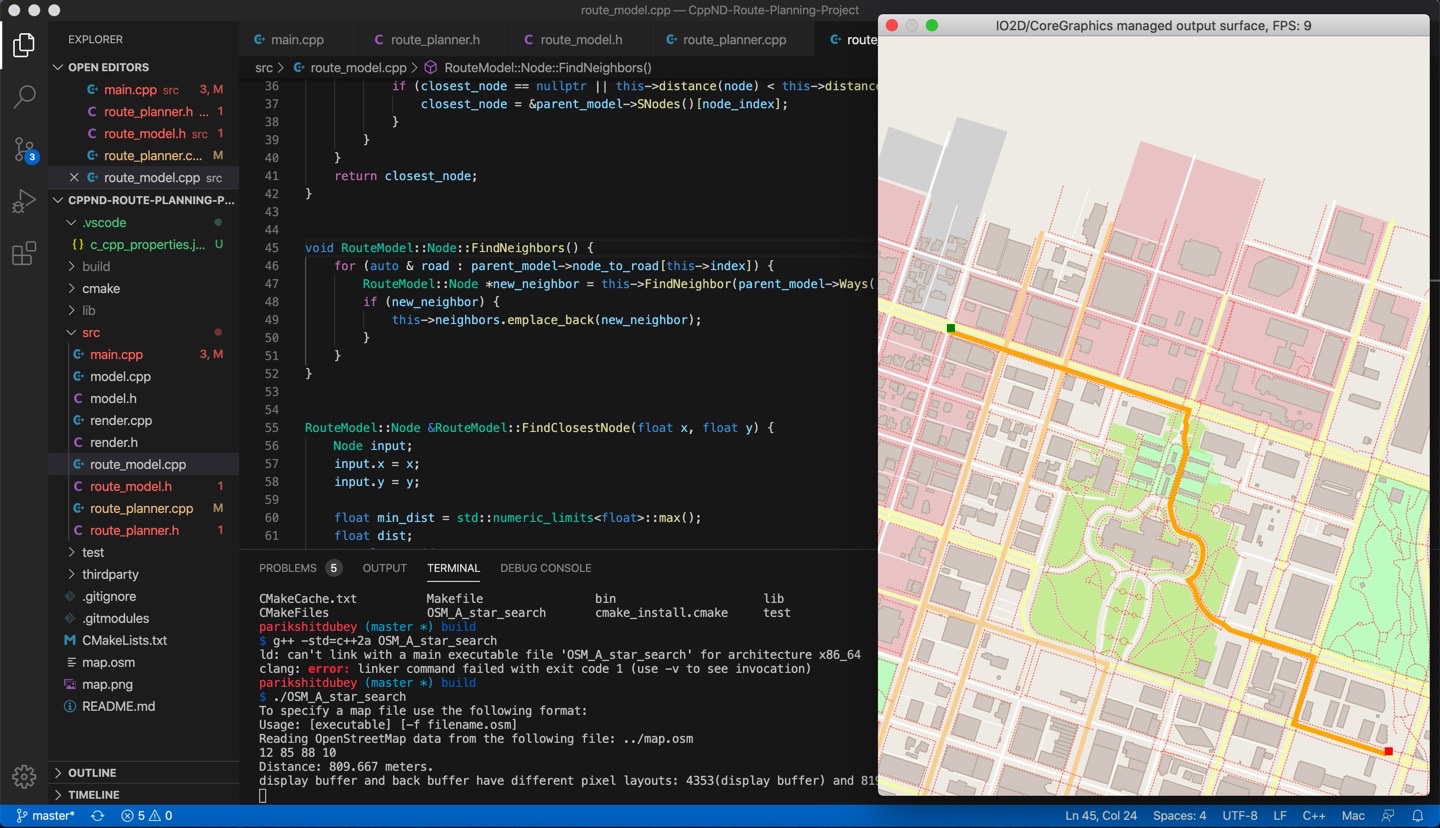 route_model.cpp — CppND-Route-Planning-Project
EXPLORER
OPEN EDITORS
main.cpp src 3, M
route_planner.h ... 1
route_model.h src 1
route_planner.c... M
route_model.cpp src
CPPND-ROUTE-PLANNING-P...
.vscode
c_cpp_properties.j... U
build
cmake
lib
src
main.cpp 3, M
model.cpp
model.h
render.cpp
render.h
route_model.cpp
route_model.h 1
route_planner.cpp M
route_planner.h 1
test
thirdparty
.gitignore
.gitmodules
CMakeLists.txt
map.osm
map.png
README.md
OUTLINE
TIMELINE
3
main.cpp route_planner.h route_model.h route_planner.cpp route
src > route_model.cpp > RouteModel::Node::FindNeighbors()
36 if (closest_node == nullptr || this->distance(node) < this->distance
37 closest_node = &parent_model->SNodes()[node_index];
38 }
39 }
40 }
41 return closest_node;
42 }
43
44
45 void RouteModel::Node::FindNeighbors() {
46 for (auto & road : parent_model->node_to_road[this->index]) {
47 RouteModel::Node *new_neighbor = this->FindNeighbor(parent_model->Ways(
48 if (new_neighbor) {
49 this->neighbors.emplace_back(new_neighbor);
50 }
51 }
52 }
53
54
55 RouteModel::Node &RouteModel::FindClosestNode(float x, float y) {
56 Node input;
57 input.x = x;
58 input.y = y;
59
60 float min_dist = std::numeric_limits<float>::max();
61 float dist;
PROBLEMS 5 OUTPUT TERMINAL DEBUG CONSOLE
CMakeCache.txt Makefile bin lib
CMakeFiles OSM_A_star_search cmake_install.cmake test
parikshitdubey (master *) build
$ g++ -std=c++2a OSM_A_star_search
ld: can't link with a main executable file 'OSM_A_star_search' for architecture x86_64
clang: error: linker command failed with exit code 1 (use -v to see invocation)
parikshitdubey (master *) build
$ ./OSM_A_star_search
To specify a map file use the following format:
Usage: [executable] [-f filename.osm]
Reading OpenStreetMap data from the following file: ../map.osm
12 85 88 10
Distance: 809.667 meters.
display buffer and back buffer have different pixel layouts: 4353(display buffer) and 819
IO2D/CoreGraphics managed output surface, FPS: 9
master* 5 0 Ln 45, Col 24 Spaces: 4 UTF-8 LF C++ Mac